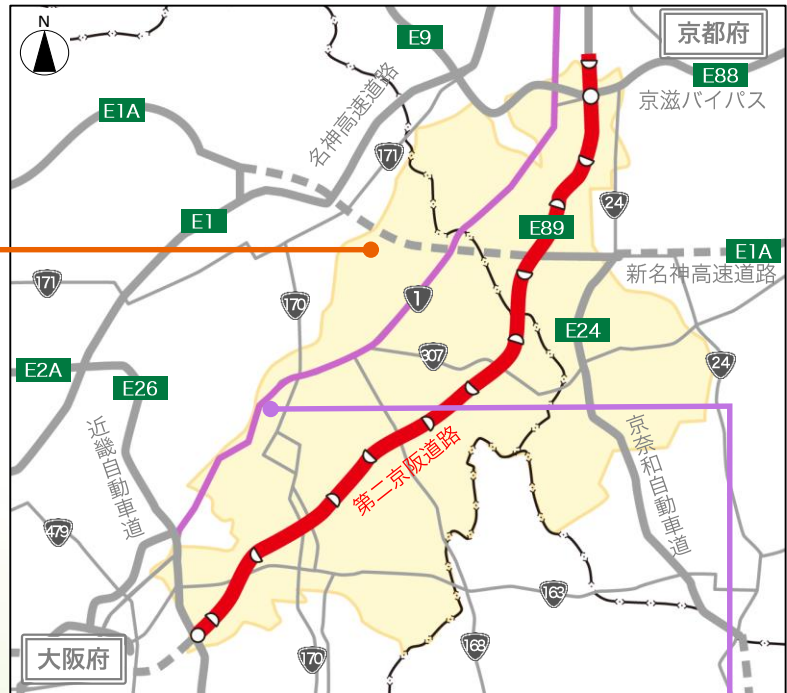 N
京都府
E9
E88
京滋バイパス
E1A
名神高速道路
171
24
E1
E89
E1A
新名神高速道路
171
170
1
E24
307
24
E2A
E26
近畿自動車道
第二京阪道路
京奈和自動車道
479
163
168
170
大阪府